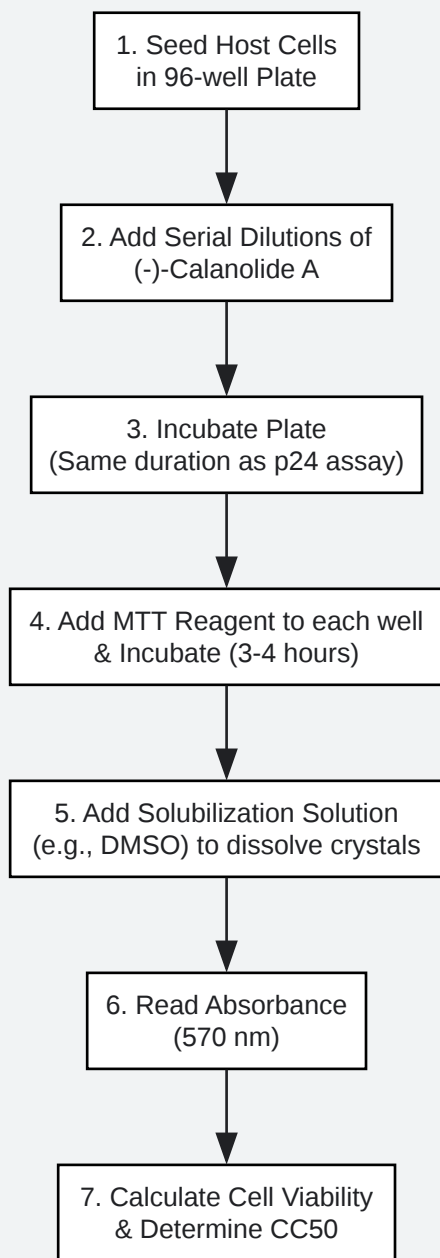 1. Seed Host Cells
in 96-well Plate
2. Add Serial Dilutions of
(-)-Calanolide A
3. Incubate Plate
(Same duration as p24 assay)
4. Add MTT Reagent to each well
& Incubate (3-4 hours)
5. Add Solubilization Solution
(e.g., DMSO) to dissolve crystals
6. Read Absorbance
(570 nm)
7. Calculate Cell Viability
& Determine CC50